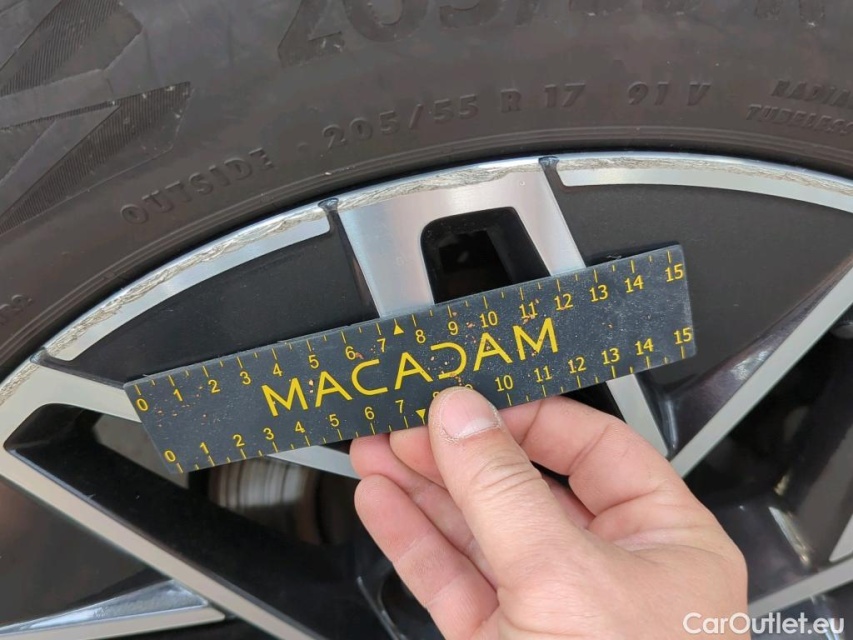 205/55 R 17 91 V
OUTSIDE
RADIAL
TUBELESS
0 1 2 3 4 5 6 7 8 9 10 11 12 13 14 15
MACADAM
0 1 2 3 4 5 6 7 10 11 12 13 14 15
CarOutlet.eu